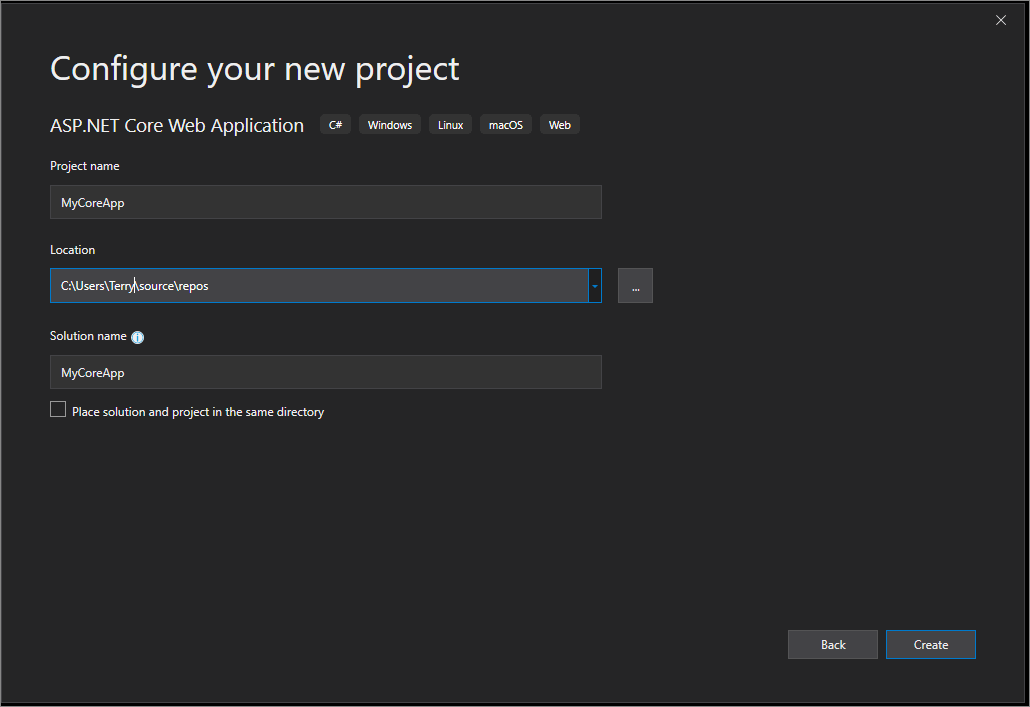 Configure your new project
ASP.NET Core Web Application C# Windows Linux macOS Web
Project name
MyCoreApp
Location
C:\Users\Terry\source\repos
...
Solution name
MyCoreApp
Place solution and project in the same directory
Back Create